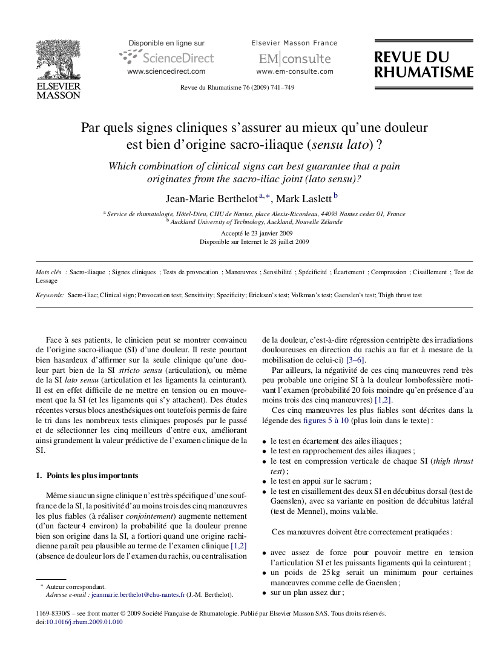 Disponible en ligne sur
ScienceDirect
www.sciencedirect.com
Elsevier Masson France
EM|consulte
www.em-consulte.com
ELSEVIER
MASSON
REVUE DU
RHUMATISME
Revue du Rhumatisme 76 (2009) 741–749
Par quels signes cliniques s'assurer au mieux qu'une douleur
est bien d'origine sacro-iliaque (sensu lato) ?
Which combination of clinical signs can best guarantee that a pain
originates from the sacro-iliac joint (lato sensu)?
Jean-Marie Berthelot a,*, Mark Laslett b
a Service de rhumatologie, Hôtel-Dieu, CHU de Nantes, place Alexis-Ricordeau, 44093 Nantes cedex 01, France
b Auckland University of Technology, Auckland, Nouvelle Zélande
Accepté le 23 janvier 2009
Disponible sur Internet le 28 juillet 2009
Mots clés : Sacro-iliaque ; Signes cliniques ; Tests de provocation ; Manœuvres ; Sensibilité ; Spécificité ; Écartement ; Compression ; Cisaillement ; Test de
Lessage
Keywords: Sacro-iliac; Clinical sign; Provocation test; Sensitivity; Specificity; Ericksen's test; Volkman's test; Gaenslen's test; Thigh thrust test
Face à ses patients, le clinicien peut se montrer convaincu
de l'origine sacro-iliaque (SI) d'une douleur. Il reste pourtant
bien hasardeux d'affirmer sur la seule clinique qu'une dou-
leur part bien de la SI stricto sensu (articulation), ou même
de la SI lato sensu (articulation et les ligaments la ceinturant).
Il est en effet difficile de ne mettre en tension ou en mouve-
ment que la SI (et les ligaments qui s'y attachent). Des études
récentes versus blocs anesthésiques ont toutefois permis de faire
le tri dans les nombreux tests cliniques proposés par le passé
et de sélectionner les cinq meilleurs d'entre eux, améliorant
ainsi grandement la valeur prédictive de l'examen clinique de la
SI.
1. Points les plus importants
Même si aucun signe clinique n'est très spécifique d'une souf-
france de la SI, la positivité d'au moins trois des cinq manœuvres
les plus fiables (à réaliser conjointement) augmente nettement
(d'un facteur 4 environ) la probabilité que la douleur prenne
bien son origine dans la SI, a fortiori quand une origine rachi-
dienne paraît peu plausible au terme de l'examen clinique [1,2]
(absence de douleur lors de l'examen du rachis, ou centralisation
de la douleur, c'est-à-dire régression centripète des irradiations
douloureuses en direction du rachis au fur et à mesure de la
mobilisation de celui-ci) [3–6].
Par ailleurs, la négativité de ces cinq manœuvres rend très
peu probable une origine SI à la douleur lombofessière moti-
vant l'examen (probabilité 20 fois moindre qu'en présence d'au
moins trois des cinq manœuvres) [1,2].
Ces cinq manœuvres les plus fiables sont décrites dans la
légende des figures 5 à 10 (plus loin dans le texte) :
• le test en écartement des ailes iliaques ;
• le test en rapprochement des ailes iliaques ;
• le test en compression verticale de chaque SI (thigh thrust
test) ;
• le test en appui sur le sacrum ;
• le test en cisaillement des deux SI en décubitus dorsal (test de
Gaenslen), avec sa variante en position de décubitus latéral
(test de Mennel), moins valable.
Ces manœuvres doivent être correctement pratiquées :
• avec assez de force pour pouvoir mettre en tension
l'articulation SI et les puissants ligaments qui la ceinturent ;
• un poids de 25 kg serait un minimum pour certaines
manœuvres comme celle de Gaenslen ;
• sur un plan assez dur ;
* Auteur correspondant.
Adresse e-mail : jeanmarie.berthelot@chu-nantes.fr (J.-M. Berthelot).
1169-8330/$ – see front matter © 2009 Société Française de Rhumatologie. Publié par Elsevier Masson SAS. Tous droits réservés.
doi:10.1016/j.rhum.2009.01.010